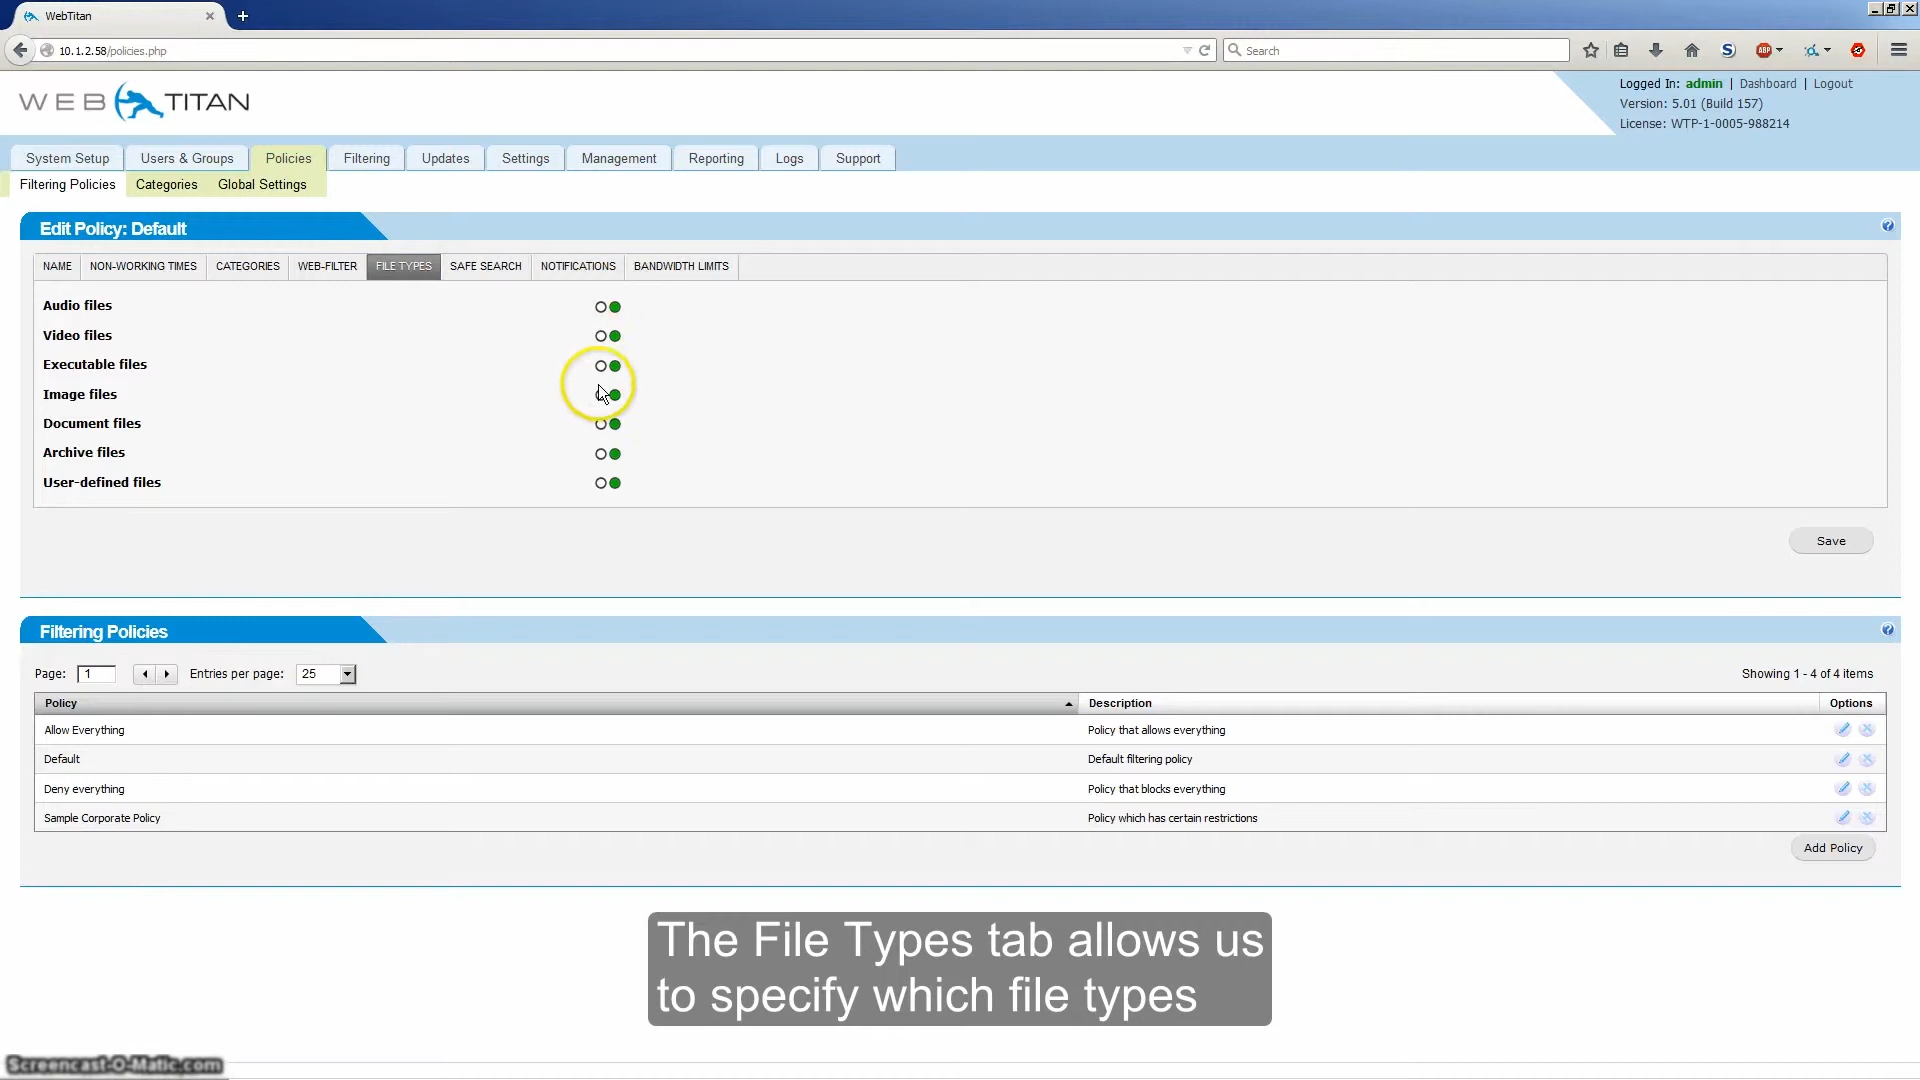 WebTitan
10.1.2.58/policies.php
Search
WEB TITAN
Logged In: admin | Dashboard | Logout
Version: 5.01 (Build 157)
License: WTP-1-0005-988214
System Setup Users & Groups Policies Filtering Updates Settings Management Reporting Logs Support
Filtering Policies Categories Global Settings
Edit Policy: Default
NAME NON-WORKING TIMES CATEGORIES WEB-FILTER FILE TYPES SAFE SEARCH NOTIFICATIONS BANDWIDTH LIMITS
Audio files
Video files
Executable files
Image files
Document files
Archive files
User-defined files
Save
Filtering Policies
Page: 1 Entries per page: 25 Showing 1 - 4 of 4 items
Policy Description Options
Allow Everything Policy that allows everything
Default Default filtering policy
Deny everything Policy that blocks everything
Sample Corporate Policy Policy which has certain restrictions
Add Policy
The File Types tab allows us
to specify which file types
Screencast-O-Matic.com